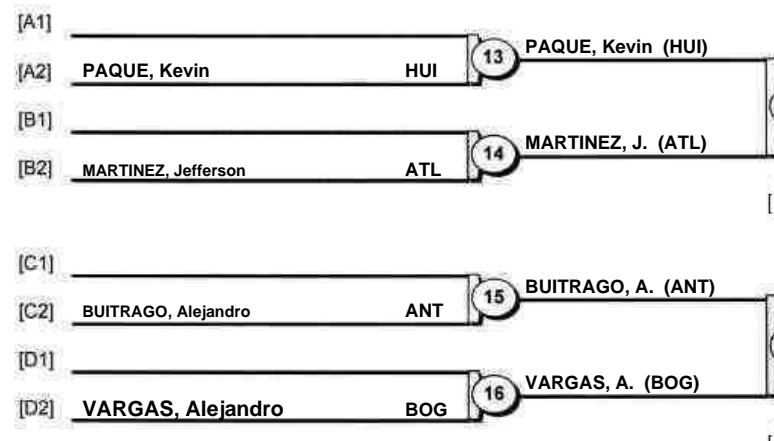 [A1]
13 PAQUE, Kevin (HUI)
[A2] PAQUE, Kevin HUI
[B1]
14 MARTINEZ, J. (ATL)
[B2] MARTINEZ, Jefferson ATL
[C1]
15 BUITRAGO, A. (ANT)
[C2] BUITRAGO, Alejandro ANT
[D1]
16 VARGAS, A. (BOG)
[D2] VARGAS, Alejandro BOG